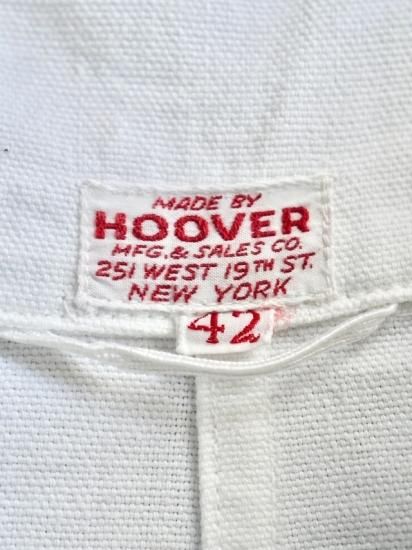 MADE BY
HOOVER
MFG.& SALES CO.
251 WEST 19TH ST.
NEW YORK
42